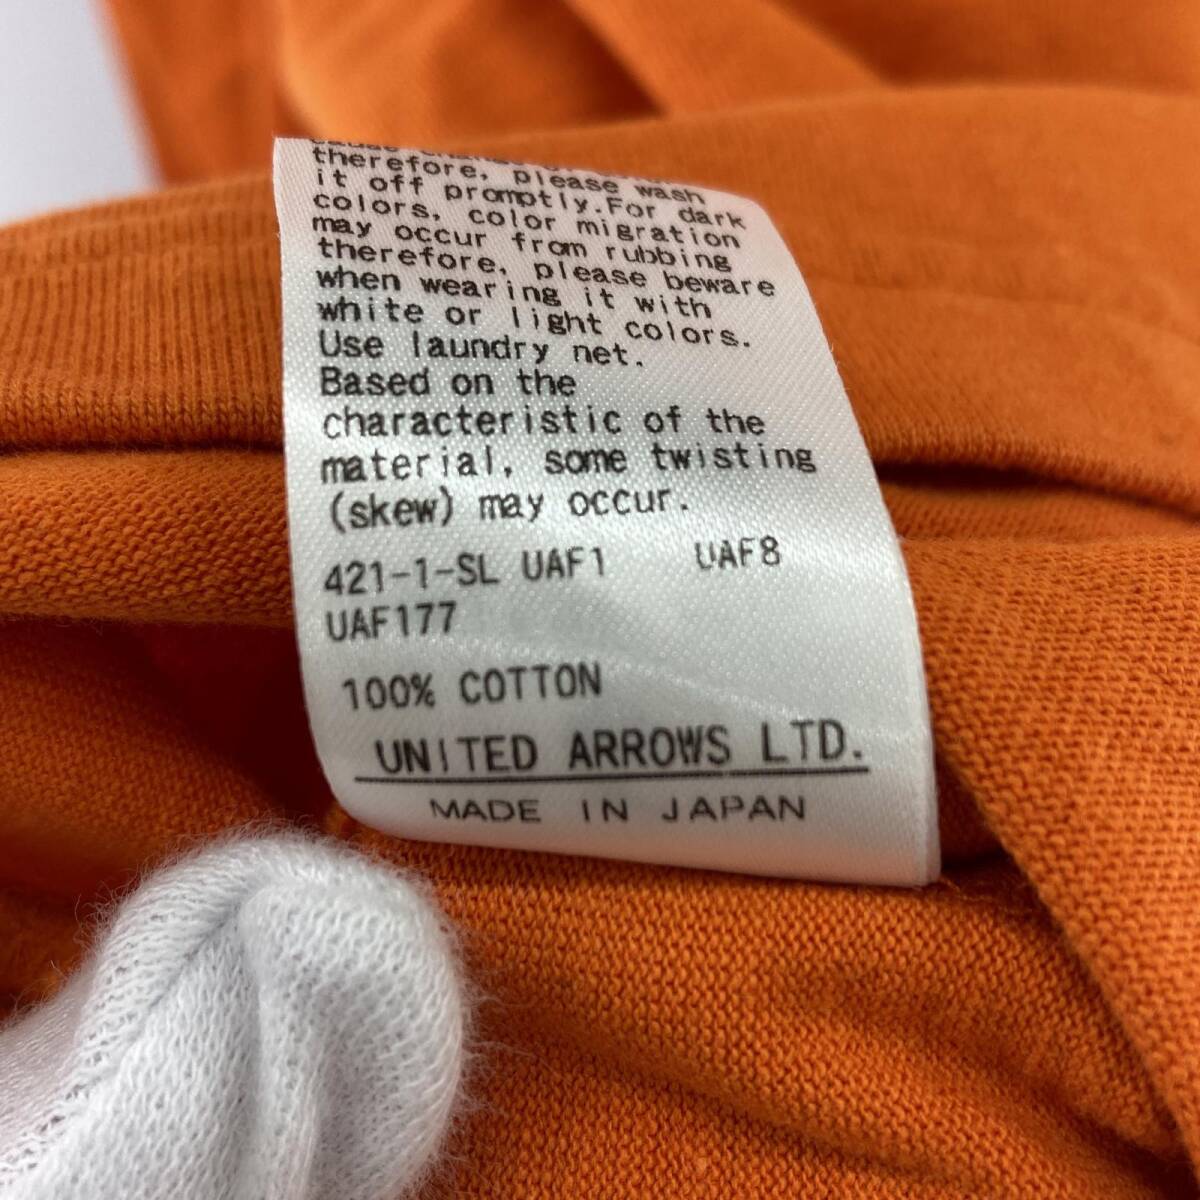 therefore, please wash
it off promptly.For dark
colors, color migration
may occur from rubbing
therefore, please beware
when wearing it with
white or light colors.
Use laundry net.
Based on the
characteristic of the
material, some twisting
(skew) may occur.
421-1-SL UAF1 UAF8
UAF177
100% COTTON
UNITED ARROWS LTD.
MADE IN JAPAN